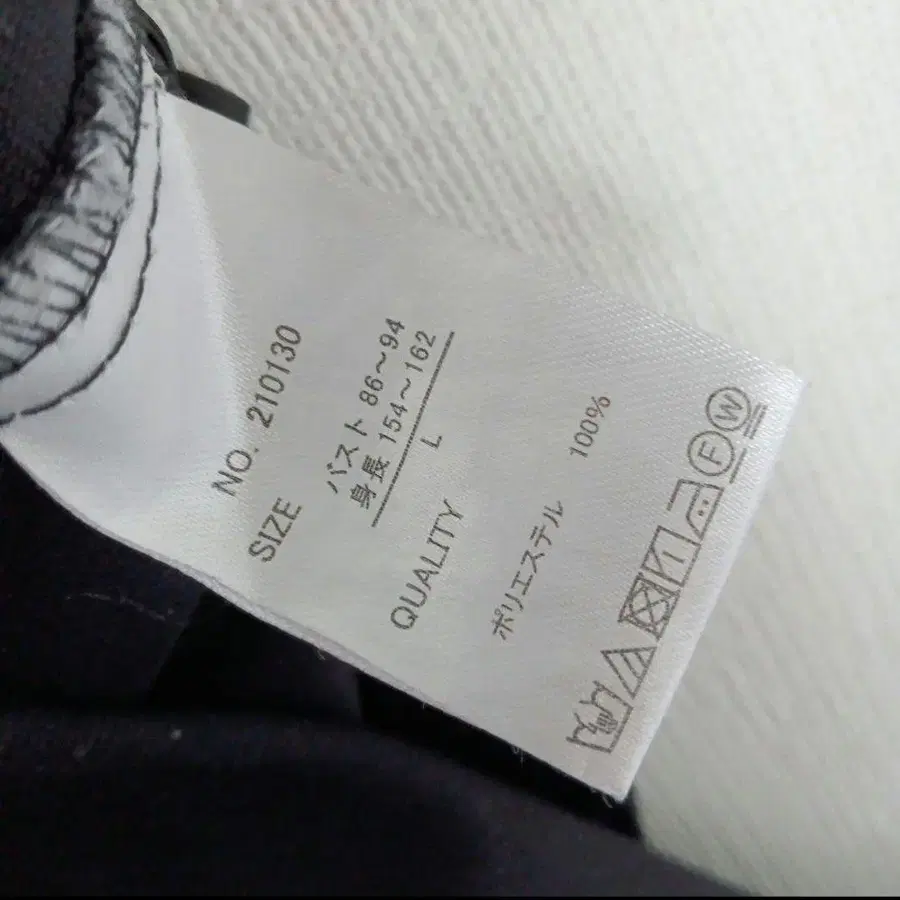 NO. 210130
SIZE
バスト 86～94
身長 154～162
L
QUALITY
ポリエステル 100%
F W